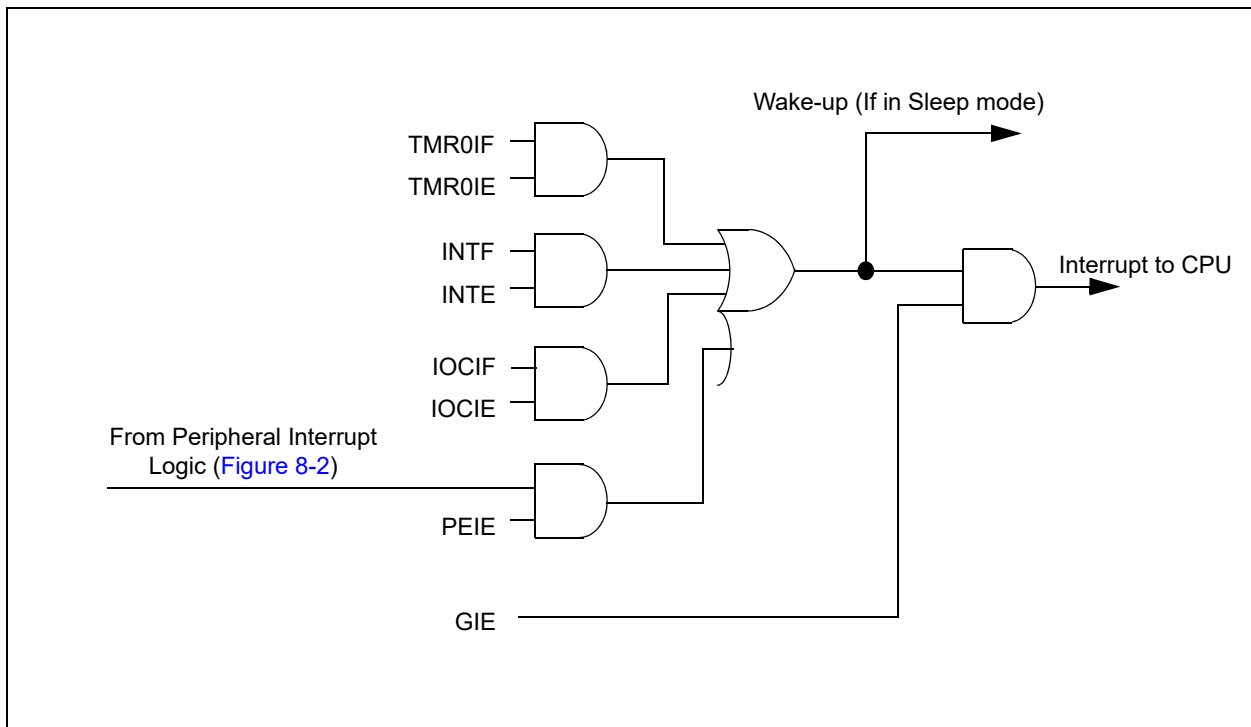 Wake-up (If in Sleep mode)
TMR0IF
TMR0IE
INTF
INTE
Interrupt to CPU
IOCIF
IOCIE
From Peripheral Interrupt
Logic (Figure 8-2)
PEIE
GIE